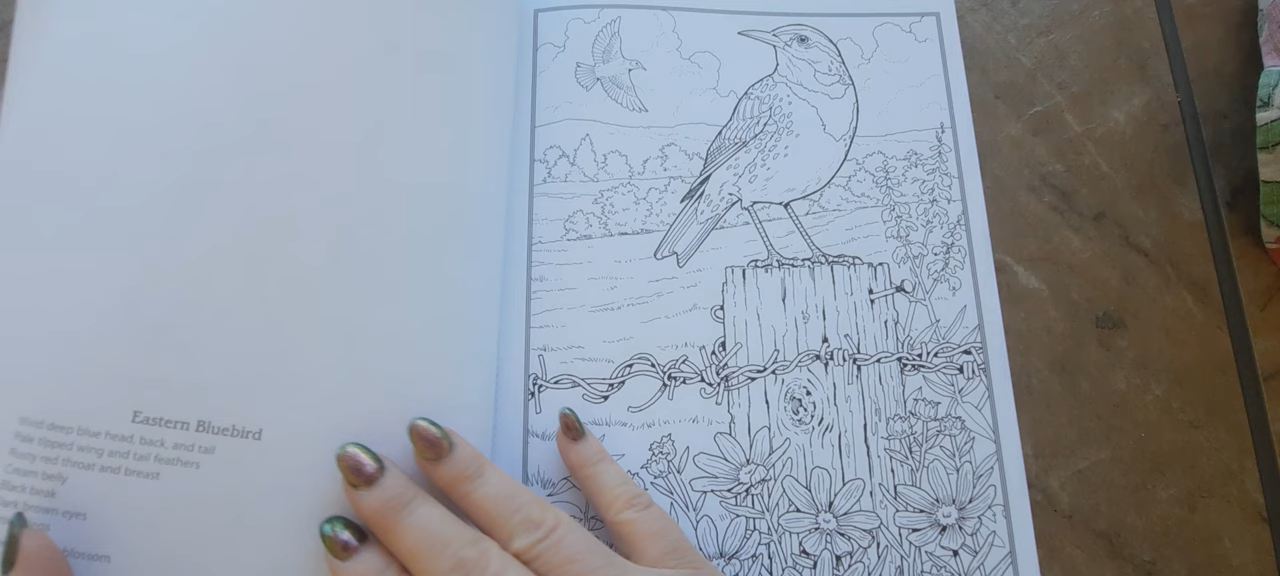 Eastern Bluebird
Vivid deep blue head, back, and tail
Pale tipped wing and tail feathers
Rusty red throat and breast
Cream belly
Black beak
Dark brown eyes
blossom